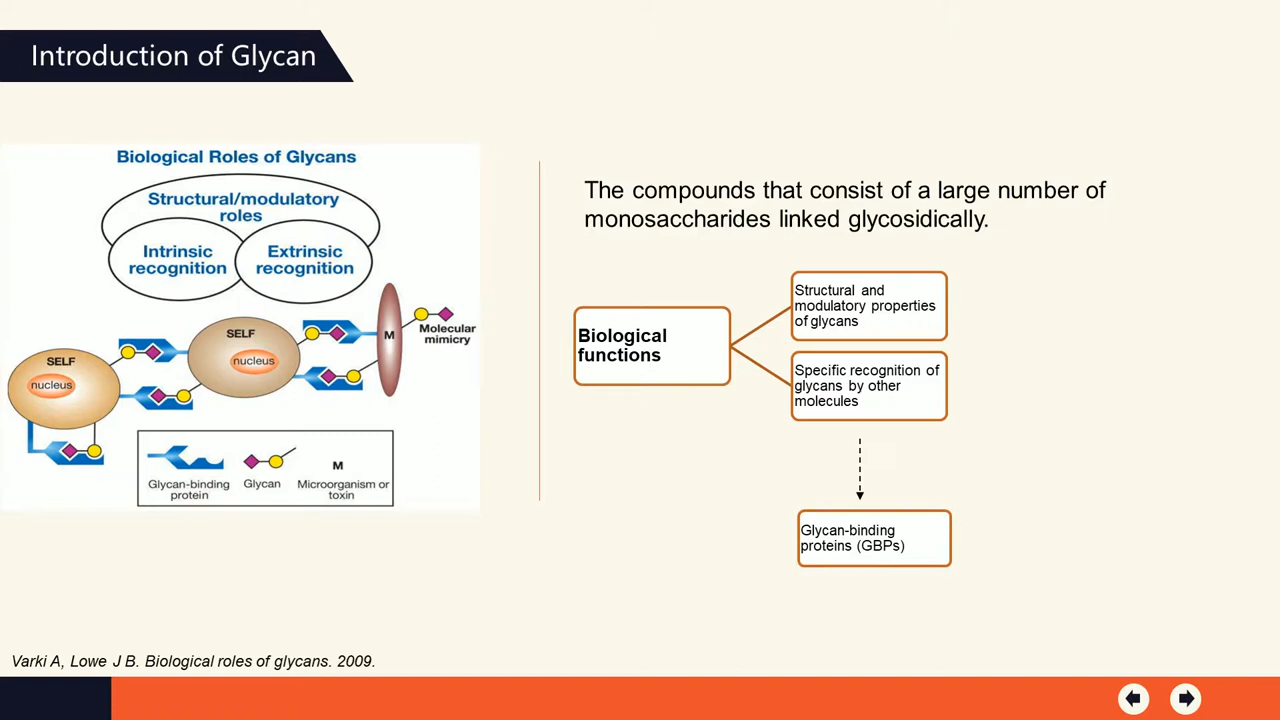 Introduction of Glycan
Biological Roles of Glycans
Structural/modulatory
roles
Intrinsic
recognition
Extrinsic
recognition
SELF
nucleus
SELF
nucleus
M
Molecular
mimicry
Glycan-binding
protein
Glycan
M
Microorganism or
toxin
The compounds that consist of a large number of
monosaccharides linked glycosidically.
Biological
functions
Structural and
modulatory properties
of glycans
Specific recognition of
glycans by other
molecules
Glycan-binding
proteins (GBPs)
Varki A, Lowe J B. Biological roles of glycans. 2009.